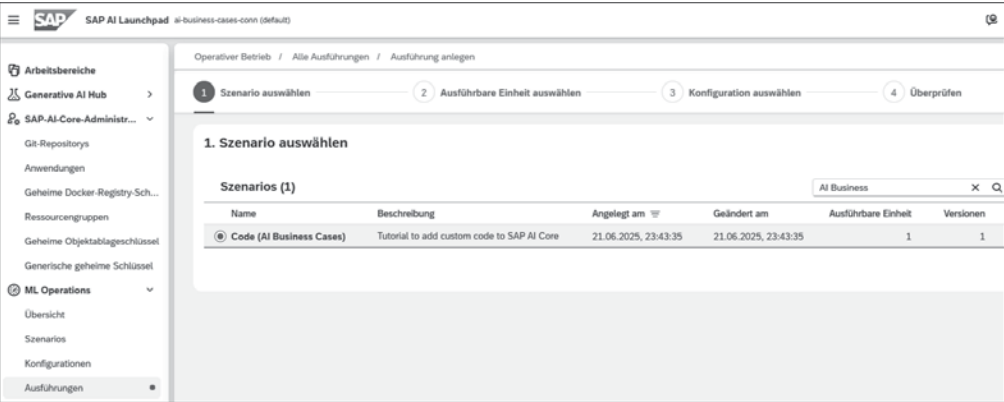 SAP SAP AI Launchpad ai-business-cases-conn (default)
Arbeitsbereiche
Generative AI Hub
SAP-AI-Core-Administr...
Git-Repositorys
Anwendungen
Geheime Docker-Registry-Sch...
Ressourcengruppen
Geheime Objektablageschlüssel
Generische geheime Schlüssel
ML Operations
Übersicht
Szenarios
Konfigurationen
Ausführungen
Operativer Betrieb / Alle Ausführungen / Ausführung anlegen
1 Szenario auswählen 2 Ausführbare Einheit auswählen 3 Konfiguration auswählen 4 Überprüfen
1. Szenario auswählen
Szenarios (1) AI Business
Name Beschreibung Angelegt am Geändert am Ausführbare Einheit Versionen
Code (AI Business Cases) Tutorial to add custom code to SAP AI Core 21.06.2025, 23:43:35 21.06.2025, 23:43:35 1 1